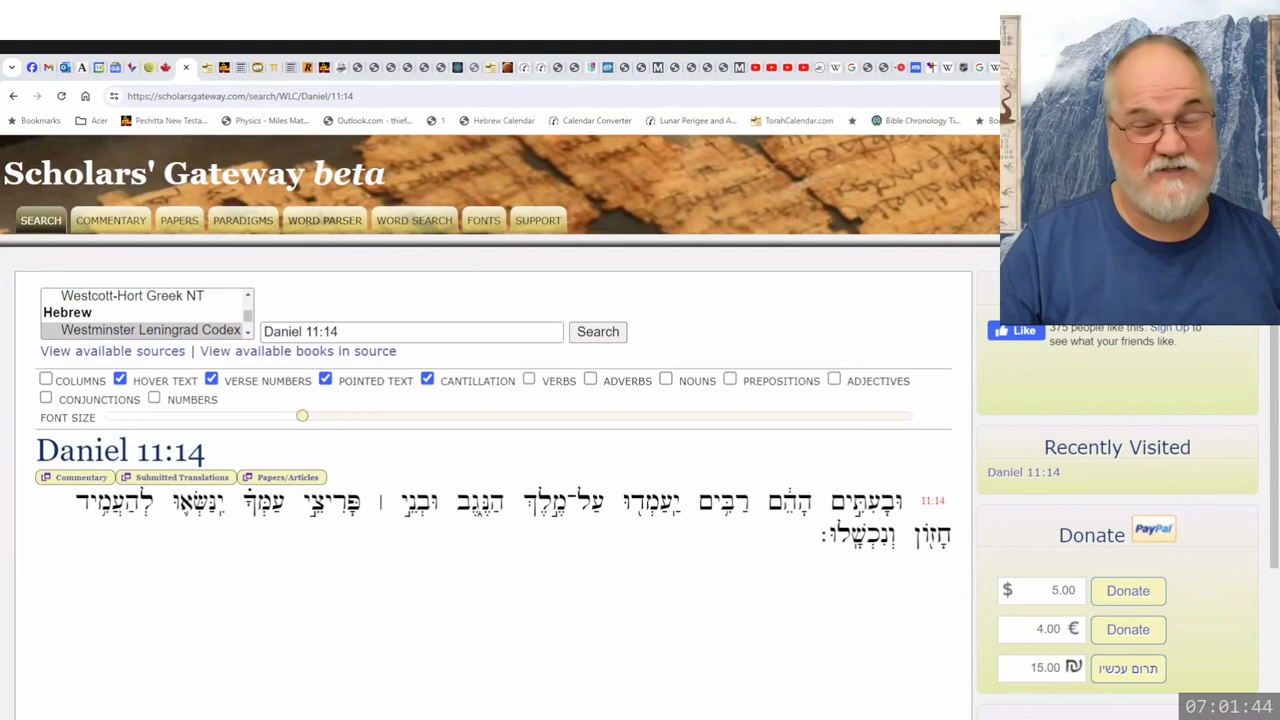 https://scholarsgateway.com/search/WLC/Daniel/11:14
Bookmarks
Acer
Peshitta New Testa...
Physics - Miles Mat...
Outlook.com - thief...
1
Hebrew Calendar
Calendar Converter
Lunar Perigee and A...
TorahCalendar.com
Bible Chronology Ti...
Scholars' Gateway beta
SEARCH
COMMENTARY
PAPERS
PARADIGMS
WORD PARSER
WORD SEARCH
FONTS
SUPPORT
Westcott-Hort Greek NT
Hebrew
Westminster Leningrad Codex
Daniel 11:14
Search
View available sources | View available books in source
COLUMNS
HOVER TEXT
VERSE NUMBERS
POINTED TEXT
CANTILLATION
VERBS
ADVERBS
NOUNS
PREPOSITIONS
ADJECTIVES
CONJUNCTIONS
NUMBERS
FONT SIZE
Daniel 11:14
Commentary
Submitted Translations
Papers/Articles
11:14 וּבָעִתִּ֣ים הָהֵ֔ם רַבִּ֥ים יַֽעַמְד֖וּ עַל־מֶ֣לֶךְ הַנֶּ֑גֶב וּבְנֵ֣י ׀ פָּרִיצֵ֣י עַמְּךָ֗ יִֽנַּשְּׂא֛וּ לְהַעֲמִ֥יד
חָז֖וֹן וְנִכְשָֽׁלוּ׃
Like
375 people like this. Sign Up to
see what your friends like.
Recently Visited
Daniel 11:14
Donate PayPal
$ 5.00 Donate
4.00 € Donate
15.00 ₪ תרום עכשיו
07:01:44